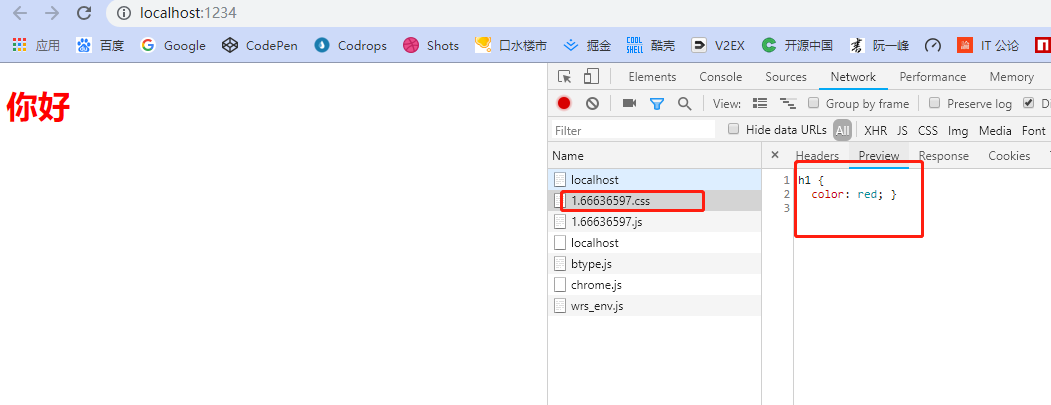 localhost:1234
应用 百度 Google CodePen Codrops Shots 口水楼市 掘金 COOL SHELL 酷壳 V2EX 开源中国 阮一峰 IT 公论
你好
Elements Console Sources Network Performance Memory
View: Group by frame Preserve log Di
Filter Hide data URLs All XHR JS CSS Img Media Font
Name
localhost
1.66636597.css
1.66636597.js
localhost
btype.js
chrome.js
wrs_env.js
× Headers Preview Response Cookies
1 h1 {
2 color: red; }
3